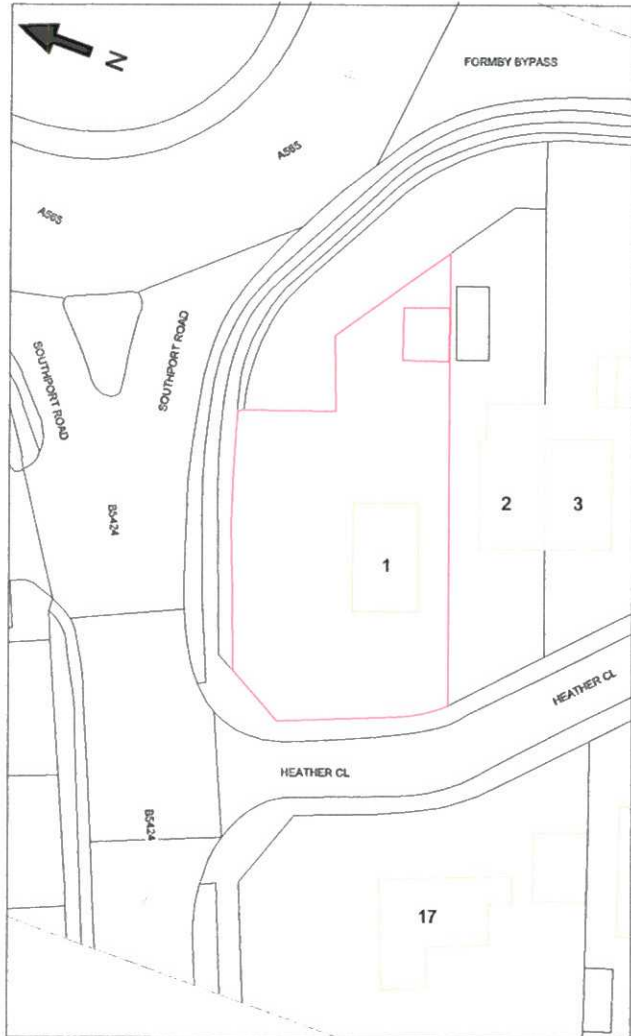 N
FORMBY BYPASS
A565
A565
SOUTHPORT ROAD
SOUTHPORT ROAD
B5424
1
2
3
HEATHER CL
HEATHER CL
B5424
17